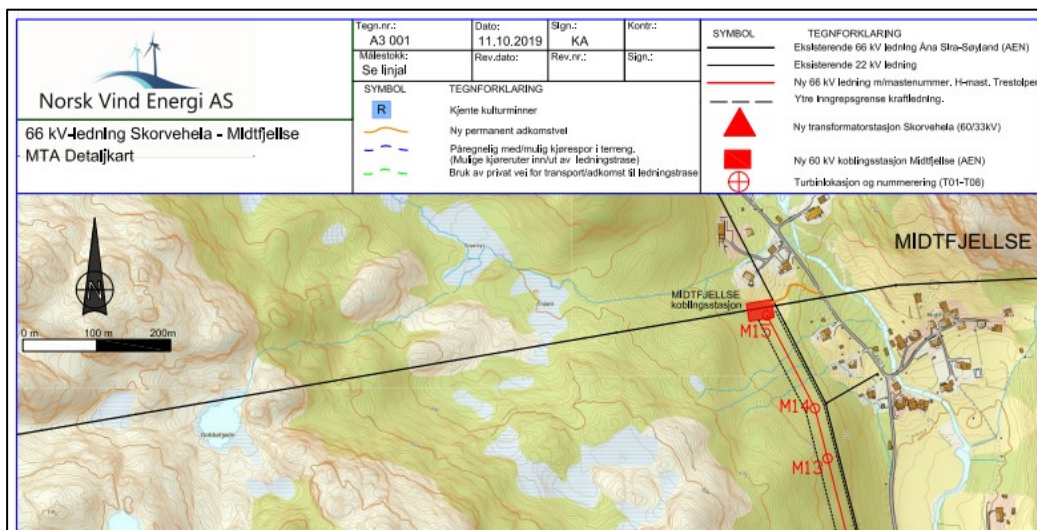 Norsk Vind Energi AS
66 kV-ledning Skorvehela - Midtfjellse
MTA Detaljkart
Tegn.nr.:
A3 001
Dato:
11.10.2019
Sign.:
KA
Kontr.:
Målestokk:
Se linjal
Rev.dato:
Rev.nr.:
Sign.:
SYMBOL
TEGNFORKLARING
R
Kjente kulturminner
Ny permanent adkomstvei
Påregnelig med/mulig kjørespor i terreng.
(Mulige kjøreruter inn/ut av ledningstrase)
Bruk av privat vei for transport/adkomst til ledningstrase
SYMBOL
TEGNFORKLARING
Eksisterende 66 kV ledning Åna Sira-Søyland (AEN)
Eksisterende 22 kV ledning
Ny 66 kV ledning m/mastenummer. H-mast. Trestolper
Ytre inngrepsgrense kraftledning.
Ny transformatorstasjon Skorvehela (60/33kV)
Ny 60 kV koblingsstasjon Midtfjellse (AEN)
Turbinlokasjon og nummerering (T01-T08)
N
0 m
100 m
200m
MIDTFJELLSE
MIDTFJELLSE
koblingsstasjon
M15
M14
M13